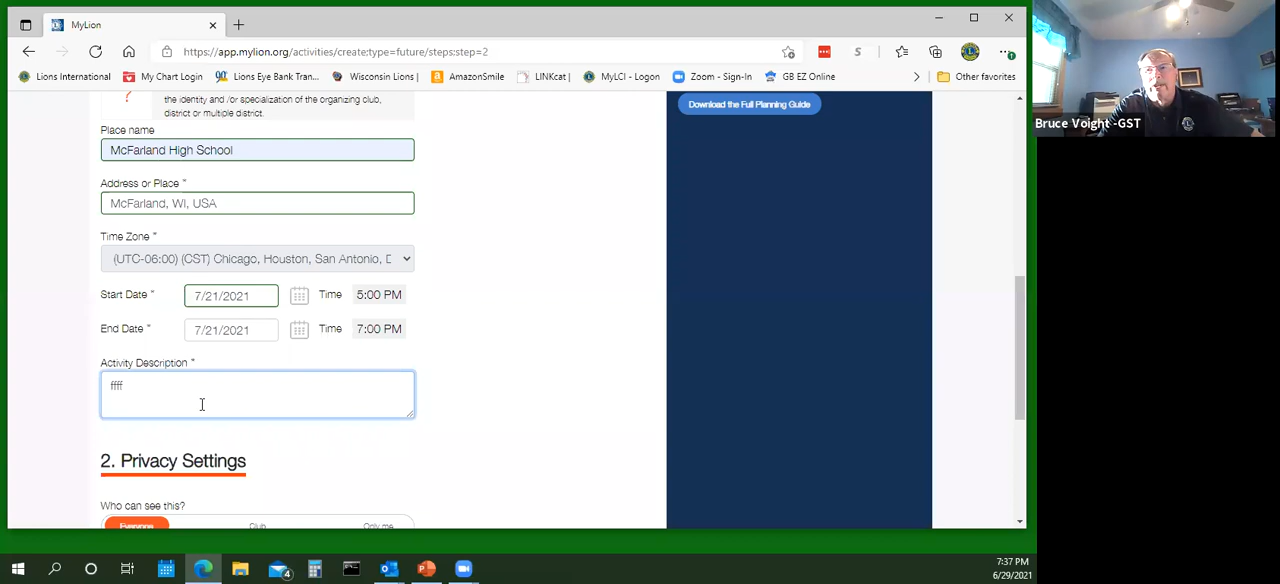 MyLion
https://app.mylion.org/activities/create;type=future/steps:step=2
Lions International My Chart Login Lions Eye Bank Tran... Wisconsin Lions | AmazonSmile LINKcat | MyLCI - Logon Zoom - Sign-In GB EZ Online Other favorites
the identity and /or specialization of the organizing club,
district or multiple district.
Download the Full Planning Guide
Place name
McFarland High School
Address or Place *
McFarland, WI, USA
Time Zone *
(UTC-06:00) (CST) Chicago, Houston, San Antonio, D
Start Date * 7/21/2021 Time 5:00 PM
End Date * 7/21/2021 Time 7:00 PM
Activity Description *
ffff
2. Privacy Settings
Who can see this?
Everyone Club Only me
Bruce Voight -GST
4
7:37 PM
6/29/2021